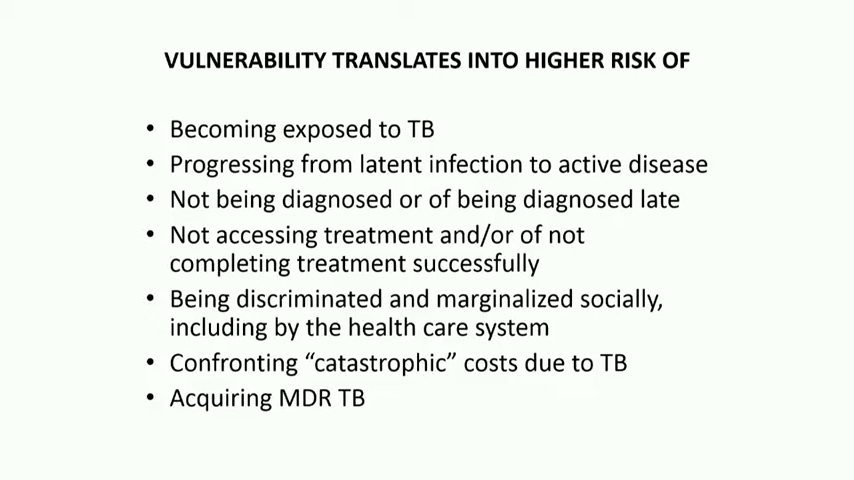 VULNERABILITY TRANSLATES INTO HIGHER RISK OF
• Becoming exposed to TB
• Progressing from latent infection to active disease
• Not being diagnosed or of being diagnosed late
• Not accessing treatment and/or of not
completing treatment successfully
• Being discriminated and marginalized socially,
including by the health care system
• Confronting “catastrophic” costs due to TB
• Acquiring MDR TB